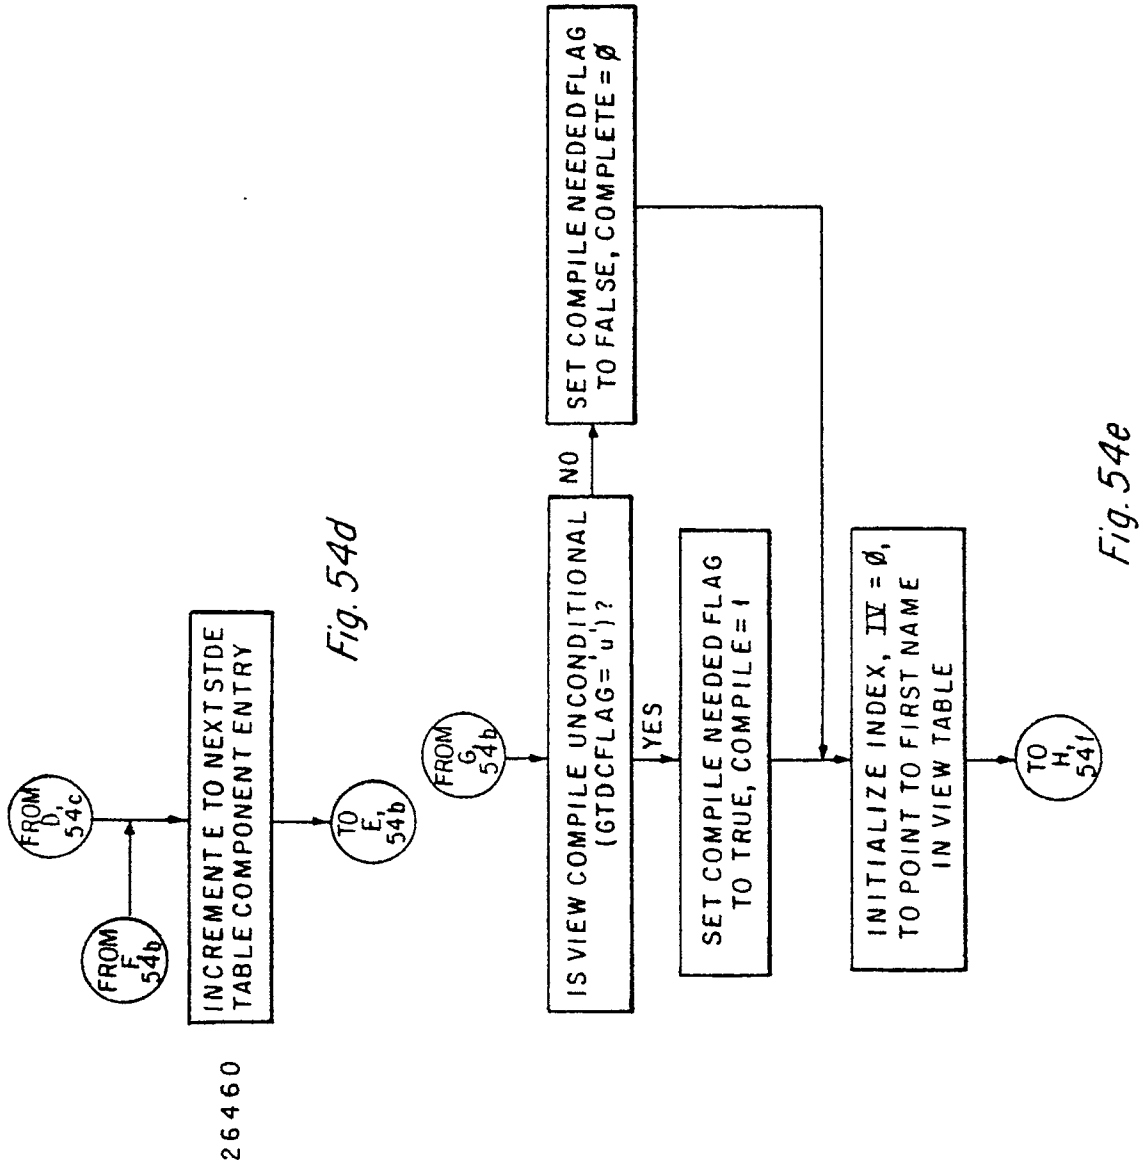 26460
FROM
D,
54c
FROM
F,
54b
INCREMENT E TO NEXT STDE
TABLE COMPONENT ENTRY
TO
E,
54b
Fig. 54d
FROM
G,
54b
IS VIEW COMPILE UNCONDITIONAL
(GTDCFLAG='u')?
NO
SET COMPILE NEEDED FLAG
TO FALSE, COMPLETE = Ø
YES
SET COMPILE NEEDED FLAG
TO TRUE, COMPILE = 1
INITIALIZE INDEX, IV = Ø,
TO POINT TO FIRST NAME
IN VIEW TABLE
TO
H,
54f
Fig. 54e